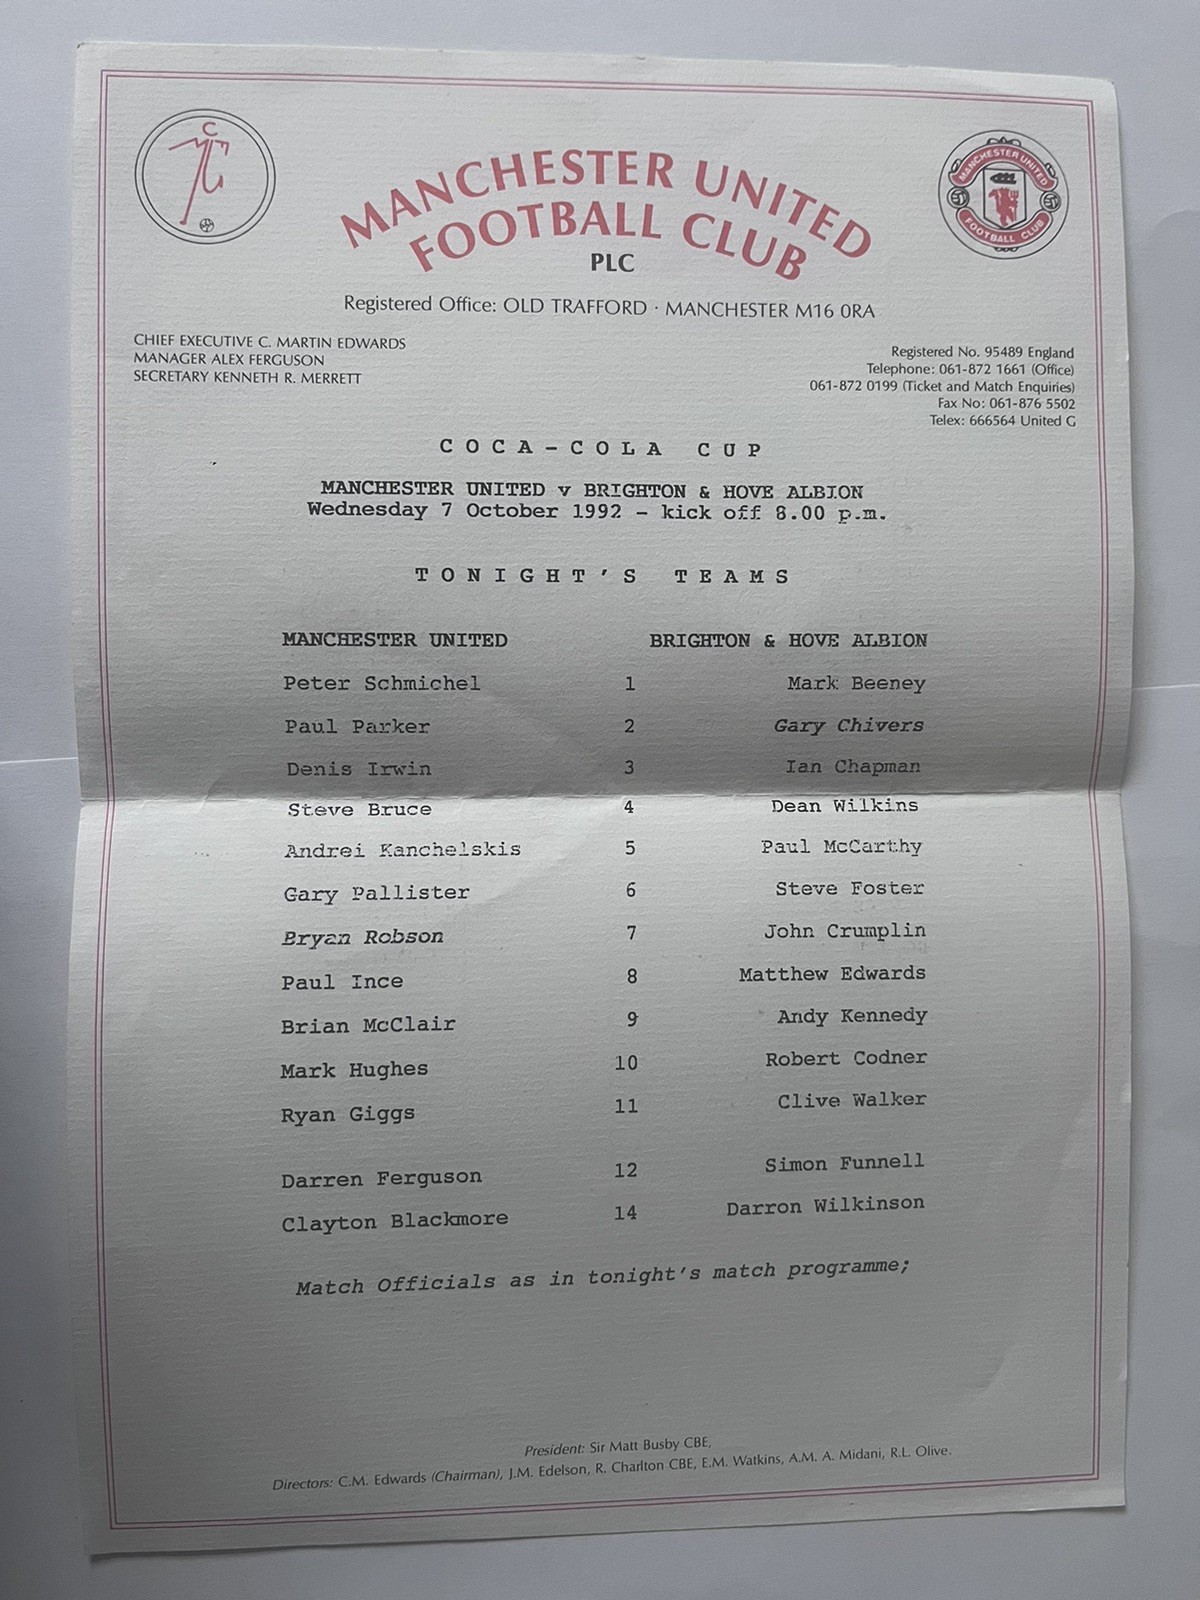 MANCHESTER UNITED
FOOTBALL CLUB
PLC
MANCHESTER UNITED
FOOTBALL CLUB
Registered Office: OLD TRAFFORD · MANCHESTER M16 0RA
CHIEF EXECUTIVE C. MARTIN EDWARDS
MANAGER ALEX FERGUSON
SECRETARY KENNETH R. MERRETT
Registered No. 95489 England
Telephone: 061-872 1661 (Office)
061-872 0199 (Ticket and Match Enquiries)
Fax No: 061-876 5502
Telex: 666564 United G
COCA-COLA CUP
MANCHESTER UNITED v BRIGHTON & HOVE ALBION
Wednesday 7 October 1992 - kick off 8.00 p.m.
TONIGHT'S TEAMS
MANCHESTER UNITED BRIGHTON & HOVE ALBION
Peter Schmichel 1 Mark Beeney
Paul Parker 2 Gary Chivers
Denis Irwin 3 Ian Chapman
Steve Bruce 4 Dean Wilkins
Andrei Kanchelskis 5 Paul McCarthy
Gary Pallister 6 Steve Foster
Bryan Robson 7 John Crumplin
Paul Ince 8 Matthew Edwards
Brian McClair 9 Andy Kennedy
Mark Hughes 10 Robert Codner
Ryan Giggs 11 Clive Walker
Darren Ferguson 12 Simon Funnell
Clayton Blackmore 14 Darron Wilkinson
Match Officials as in tonight's match programme;
President: Sir Matt Busby CBE,
Directors: C.M. Edwards (Chairman), J.M. Edelson, R. Charlton CBE, E.M. Watkins, A.M. A. Midani, R.L. Olive.